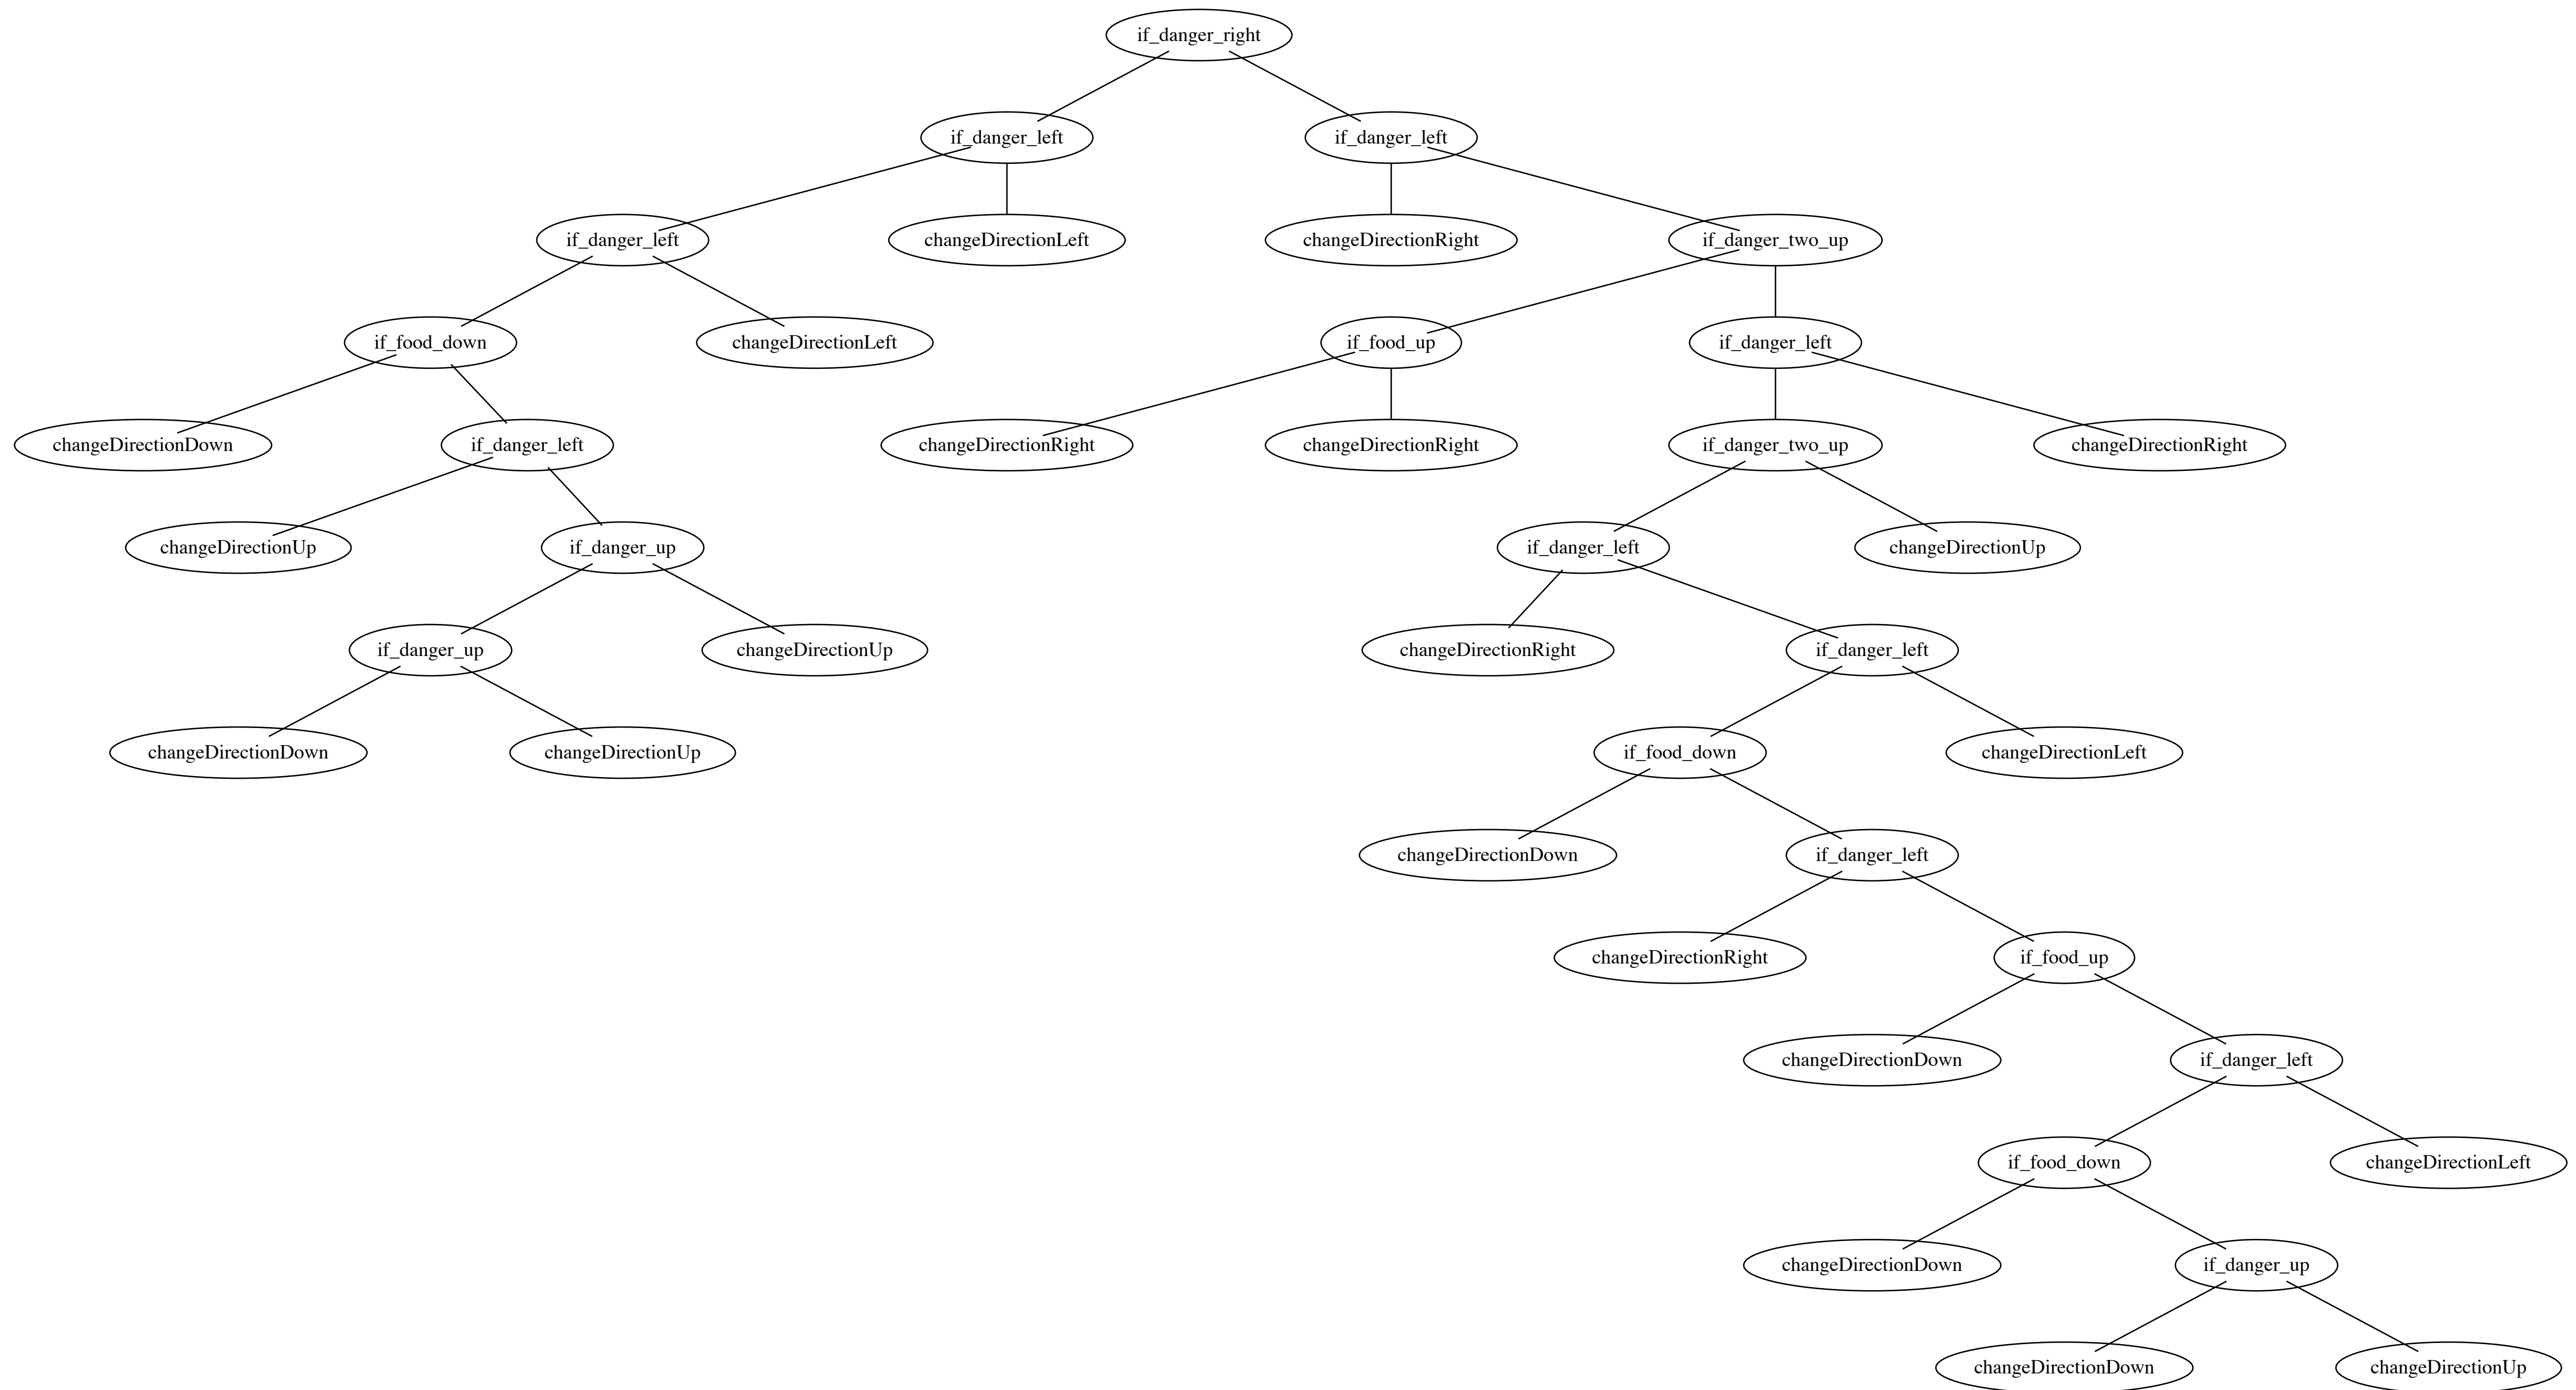 if_danger_right
if_danger_left
if_danger_left
if_danger_left
changeDirectionLeft
changeDirectionRight
if_danger_two_up
if_food_down
changeDirectionLeft
if_food_up
if_danger_left
changeDirectionDown
if_danger_left
changeDirectionRight
changeDirectionRight
if_danger_two_up
changeDirectionRight
changeDirectionUp
if_danger_up
if_danger_left
changeDirectionUp
if_danger_up
changeDirectionUp
changeDirectionRight
if_danger_left
changeDirectionDown
changeDirectionUp
if_food_down
changeDirectionLeft
changeDirectionDown
if_danger_left
changeDirectionRight
if_food_up
changeDirectionDown
if_danger_left
if_food_down
changeDirectionLeft
changeDirectionDown
if_danger_up
changeDirectionDown
changeDirectionUp